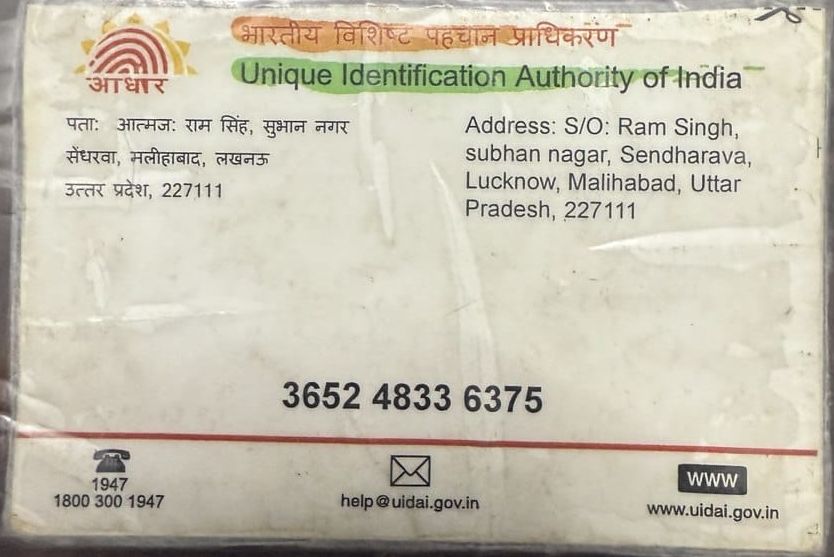 आधार
भारतीय विशिष्ट पहचान प्राधिकरण
Unique Identification Authority of India
पताः आत्मजः राम सिंह, सुभान नगर
सेंधरवा, मलीहाबाद, लखनऊ
उत्तर प्रदेश, 227111
Address: S/O: Ram Singh,
subhan nagar, Sendharava,
Lucknow, Malihabad, Uttar
Pradesh, 227111
3652 4833 6375
1947
1800 300 1947
help@uidai.gov.in
www
www.uidai.gov.in